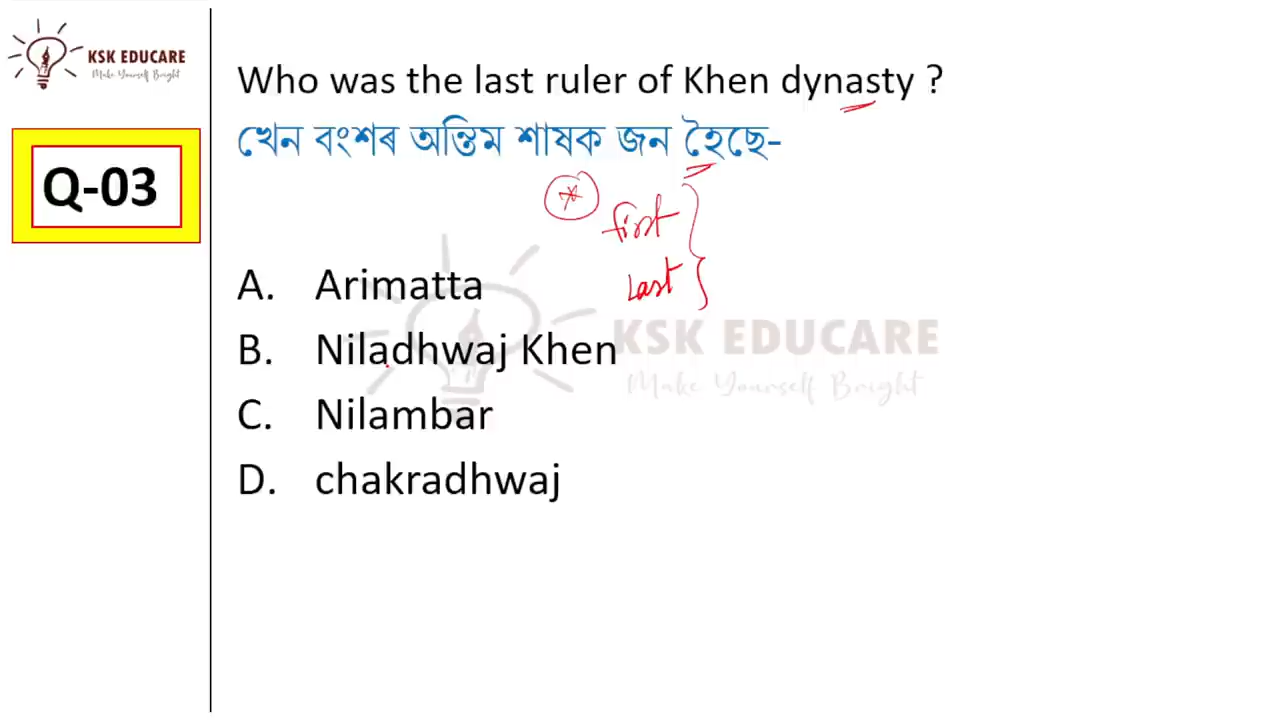 KSK EDUCARE
Make Yourself Bright
Q-03
Who was the last ruler of Khen dynasty ?
খেন বংশৰ অন্তিম শাষক জন হৈছে-
first
Last
A. Arimatta
B. Niladhwaj Khen
C. Nilambar
D. chakradhwaj
KSK EDUCARE
Make Yourself Bright